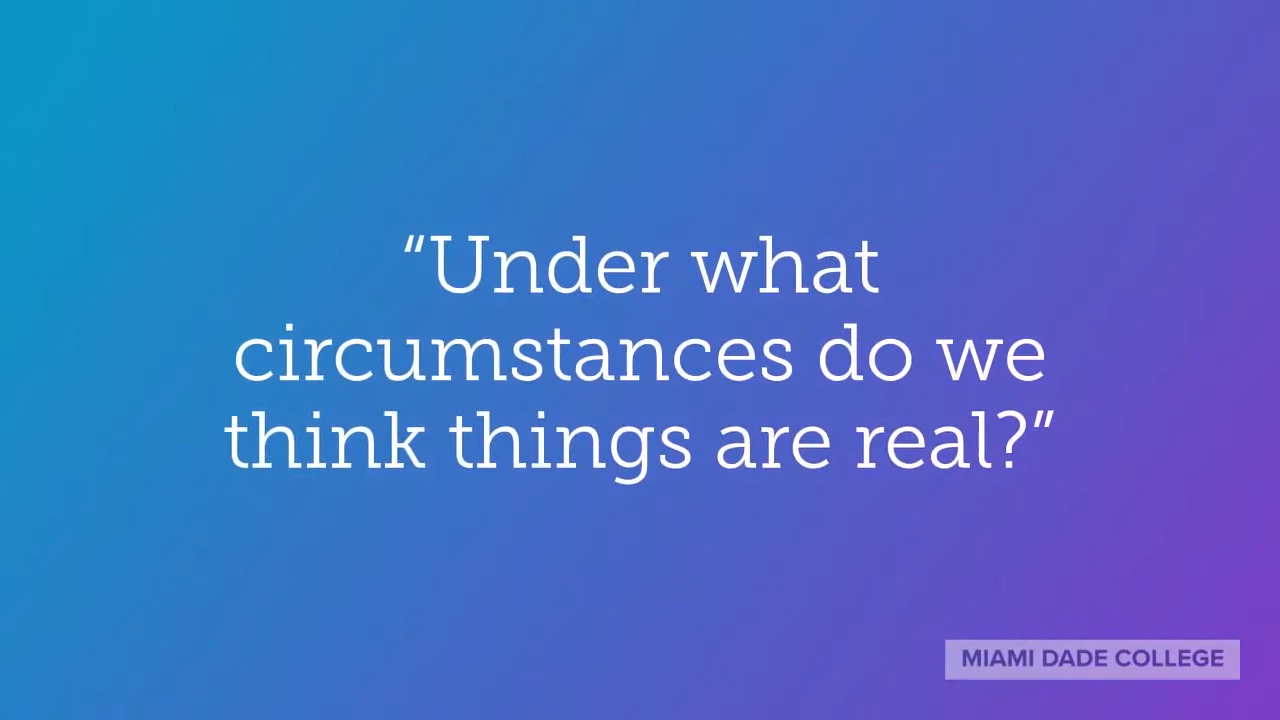 “Under what
circumstances do we
think things are real?”
MIAMI DADE COLLEGE